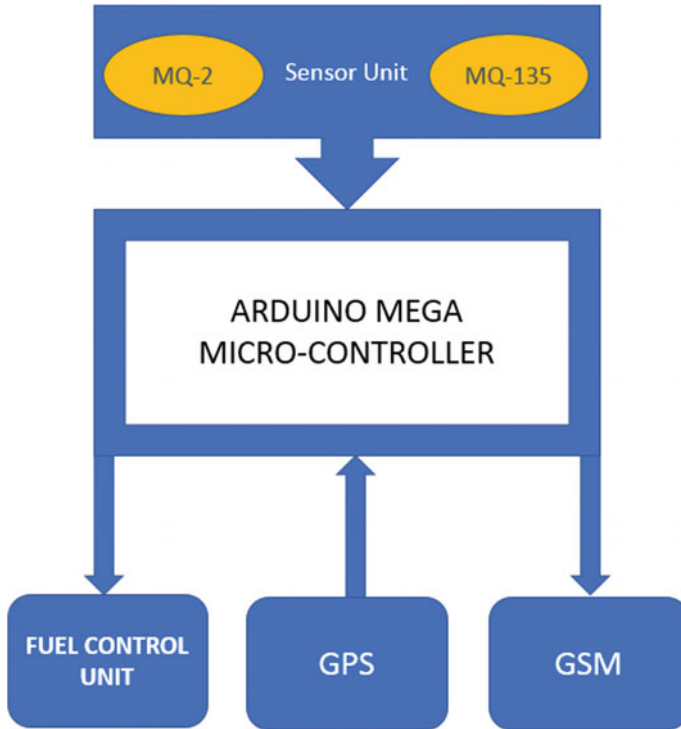 MQ-2 Sensor Unit MQ-135
ARDUINO MEGA
MICRO-CONTROLLER
FUEL CONTROL
UNIT
GPS
GSM